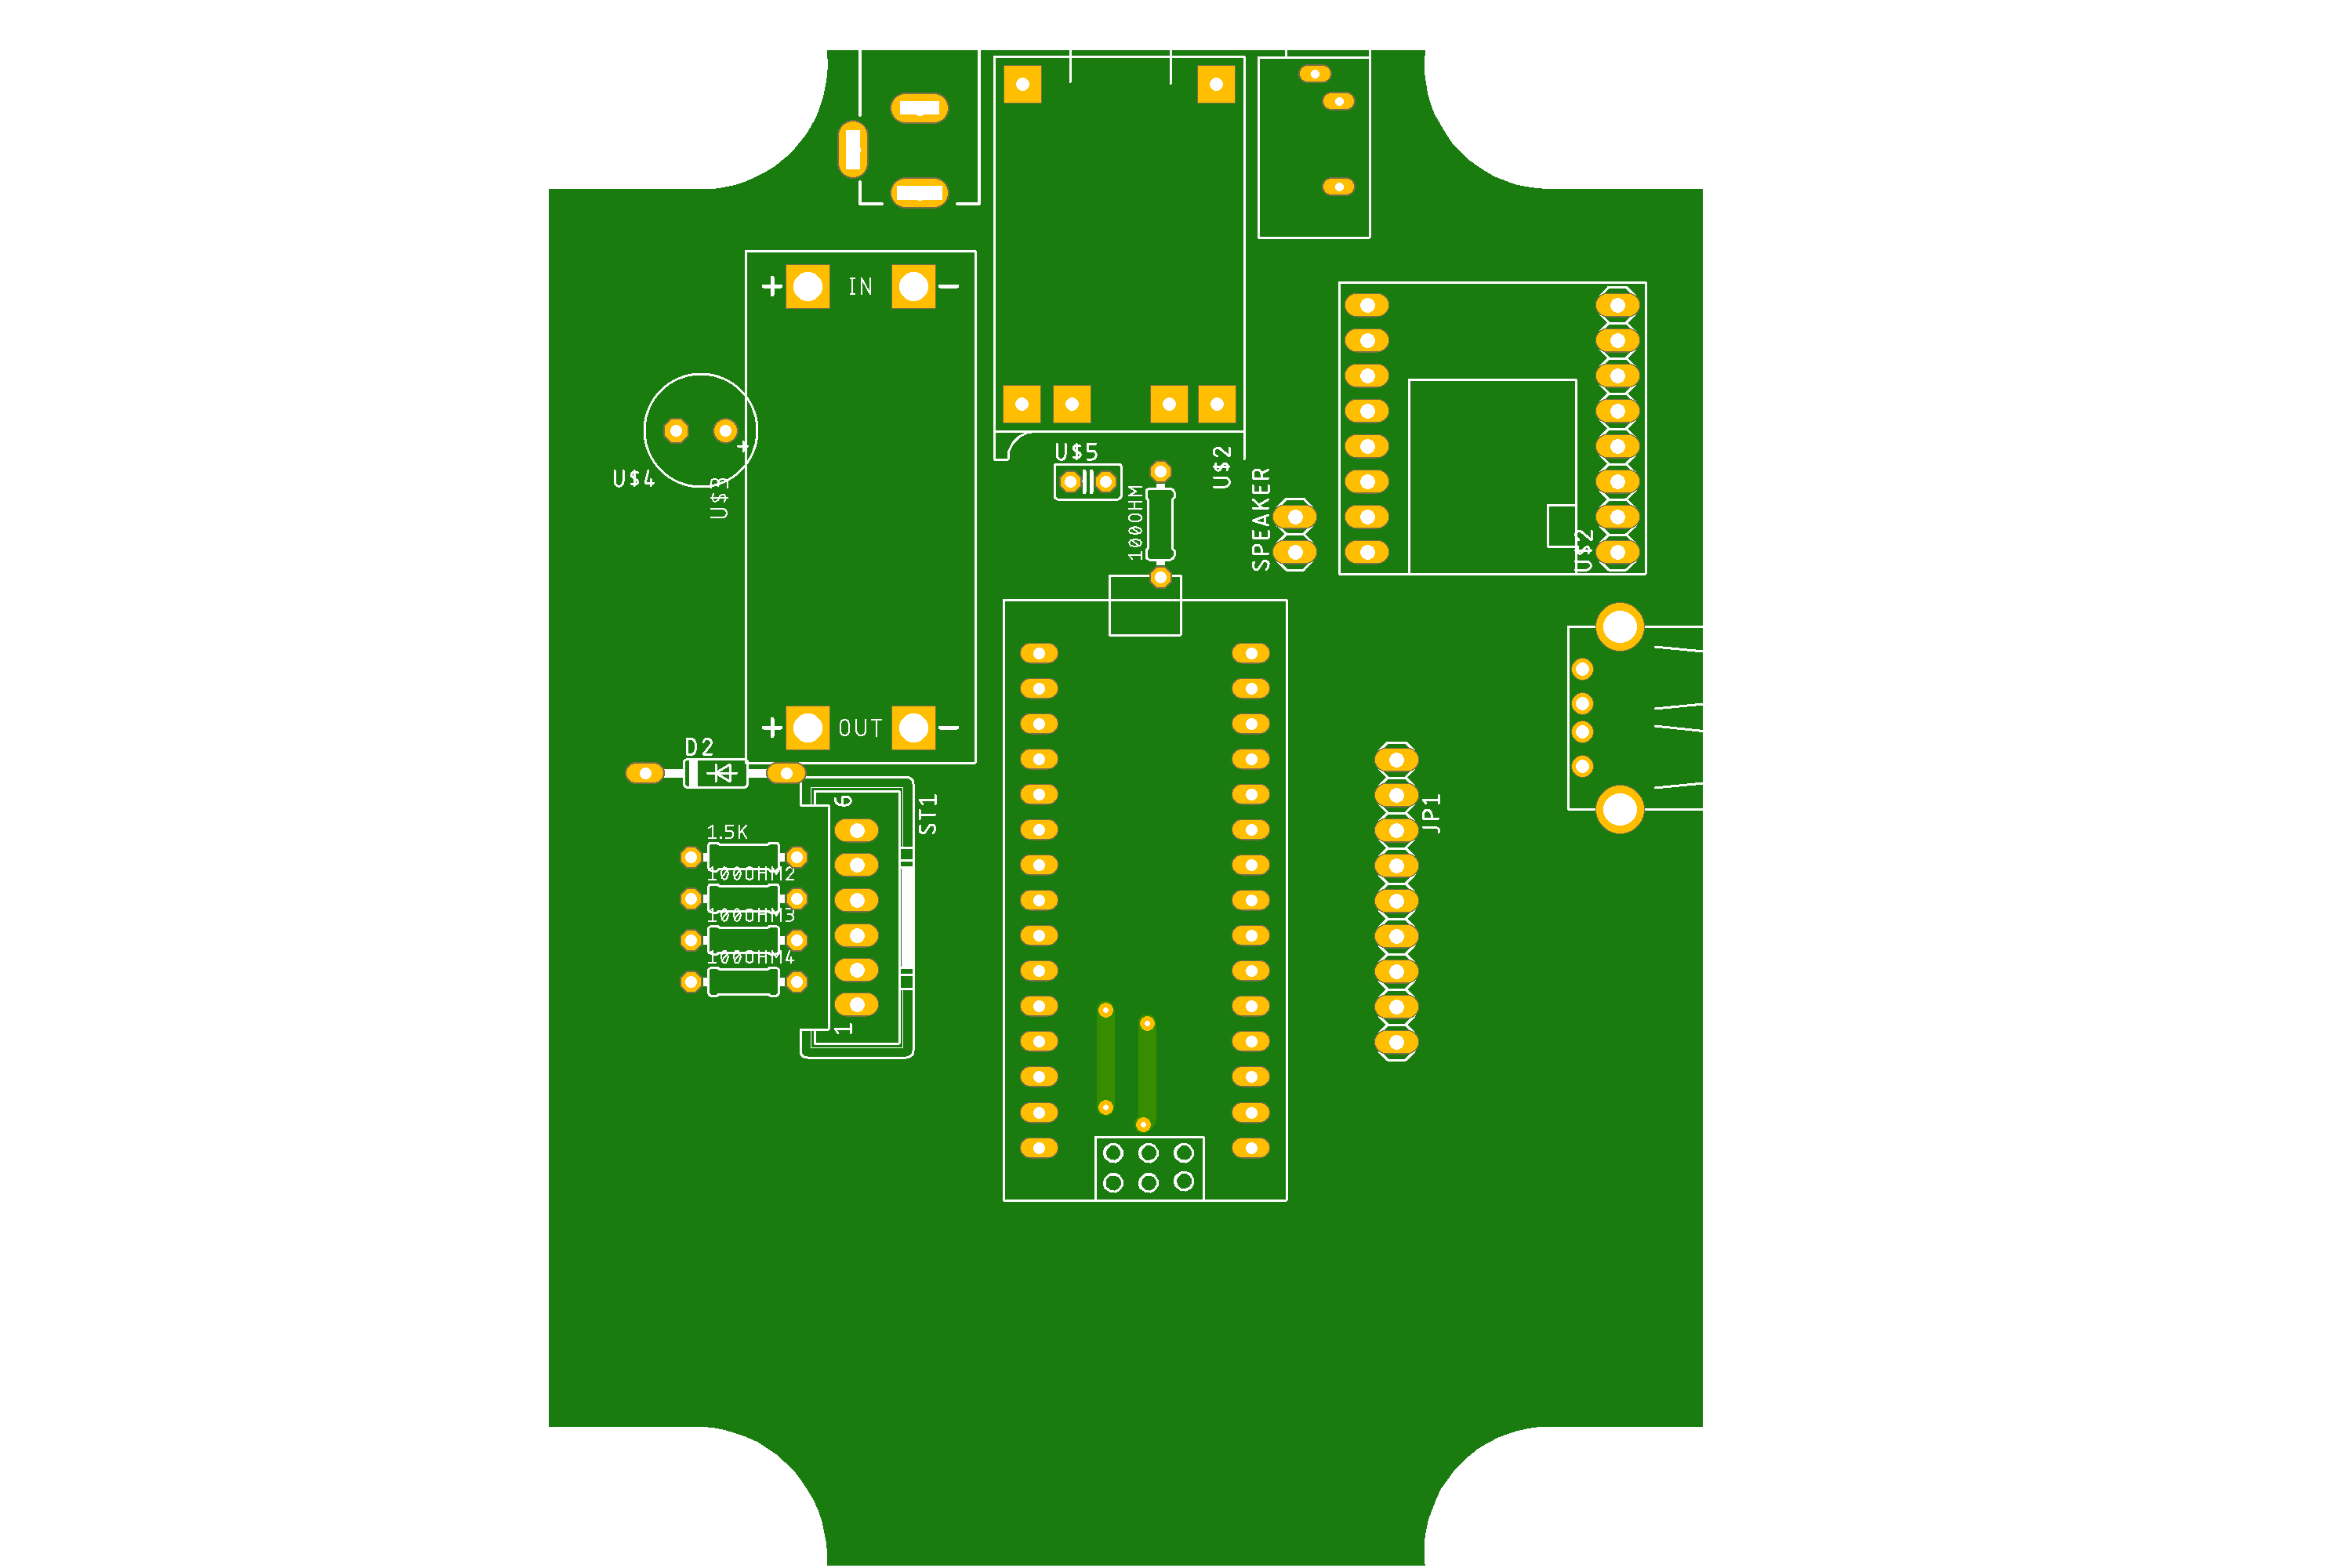 + IN −
U$5
U$2
U$4
U$3
100OHM
SPEAKER
U$2
+ OUT −
D2
6
ST1
JP1
1.5K
100OHM2
100OHM3
100OHM4
1